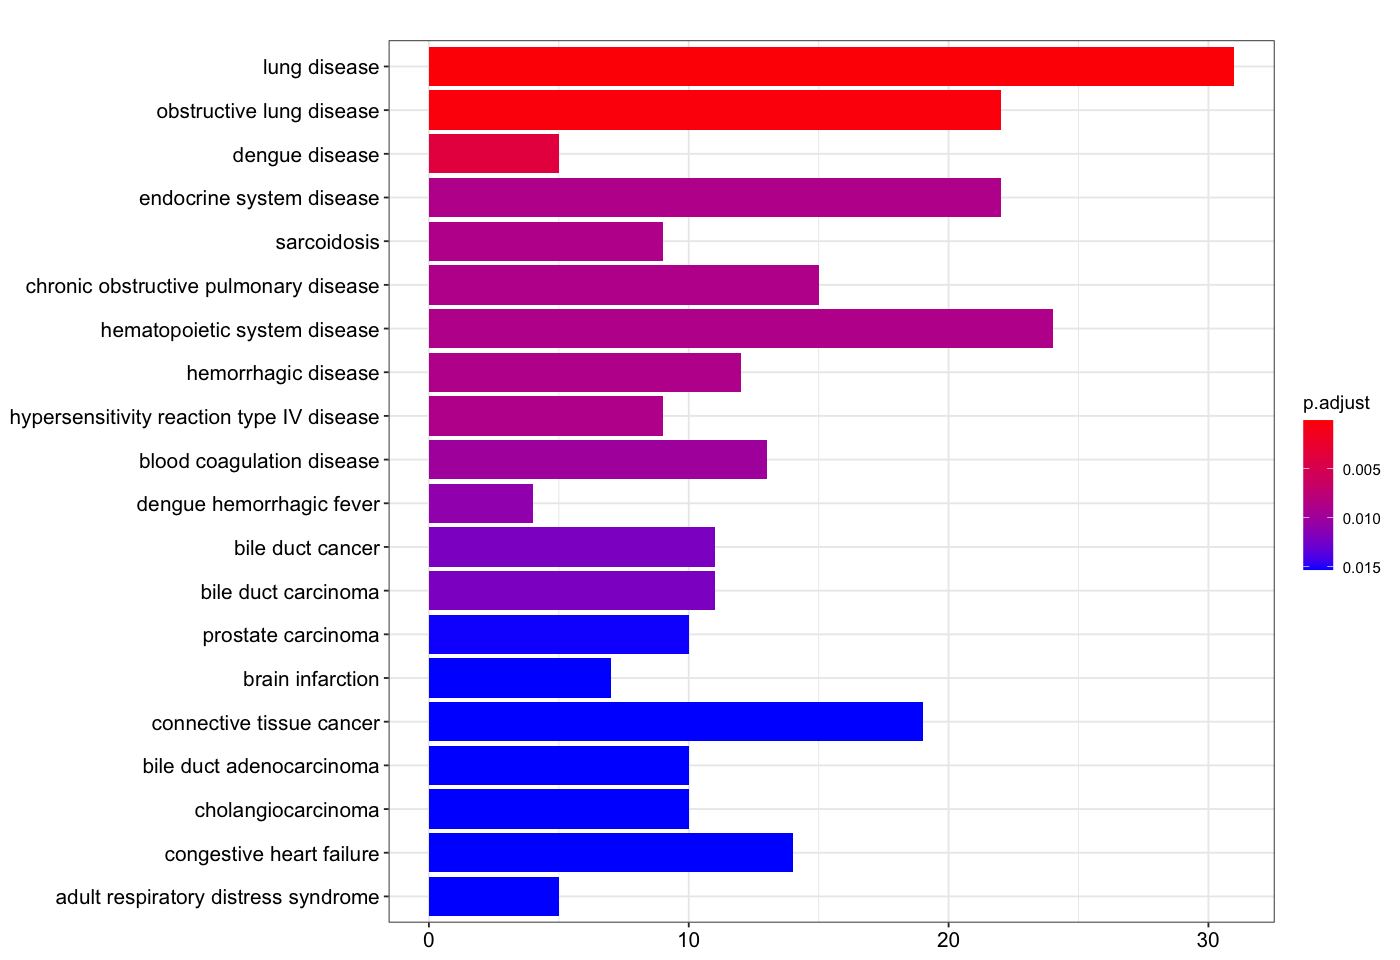 lung disease
obstructive lung disease
dengue disease
endocrine system disease
sarcoidosis
chronic obstructive pulmonary disease
hematopoietic system disease
hemorrhagic disease
hypersensitivity reaction type IV disease
blood coagulation disease
dengue hemorrhagic fever
bile duct cancer
bile duct carcinoma
prostate carcinoma
brain infarction
connective tissue cancer
bile duct adenocarcinoma
cholangiocarcinoma
congestive heart failure
adult respiratory distress syndrome
0 10 20 30
p.adjust
0.005
0.010
0.015